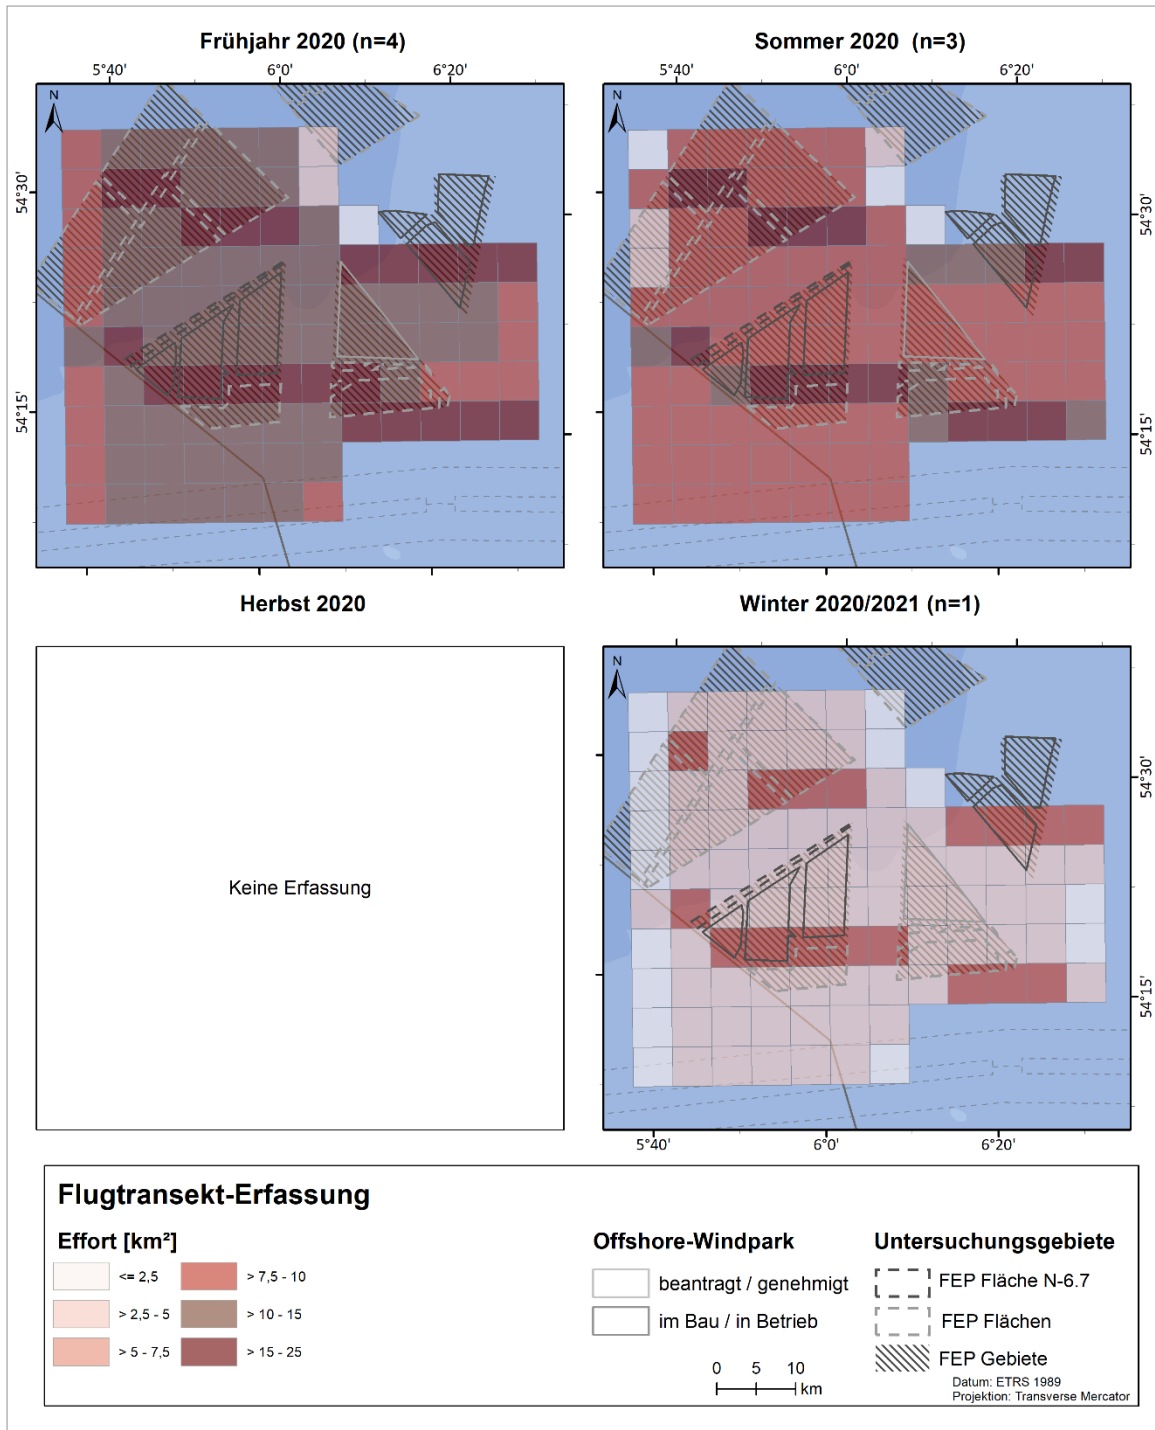 Frühjahr 2020 (n=4)
Sommer 2020 (n=3)
5°40' 6°0' 6°20'
5°40' 6°0' 6°20'
N
N
54°30'
54°30'
54°15'
54°15'
Herbst 2020
Winter 2020/2021 (n=1)
Keine Erfassung
N
54°30'
54°15'
5°40' 6°0' 6°20'
Flugtransekt-Erfassung
Effort [km²]
<= 2,5
> 2,5 - 5
> 5 - 7,5
> 7,5 - 10
> 10 - 15
> 15 - 25
Offshore-Windpark
beantragt / genehmigt
im Bau / in Betrieb
0 5 10
km
Untersuchungsgebiete
FEP Fläche N-6.7
FEP Flächen
FEP Gebiete
Datum: ETRS 1989
Projektion: Transverse Mercator